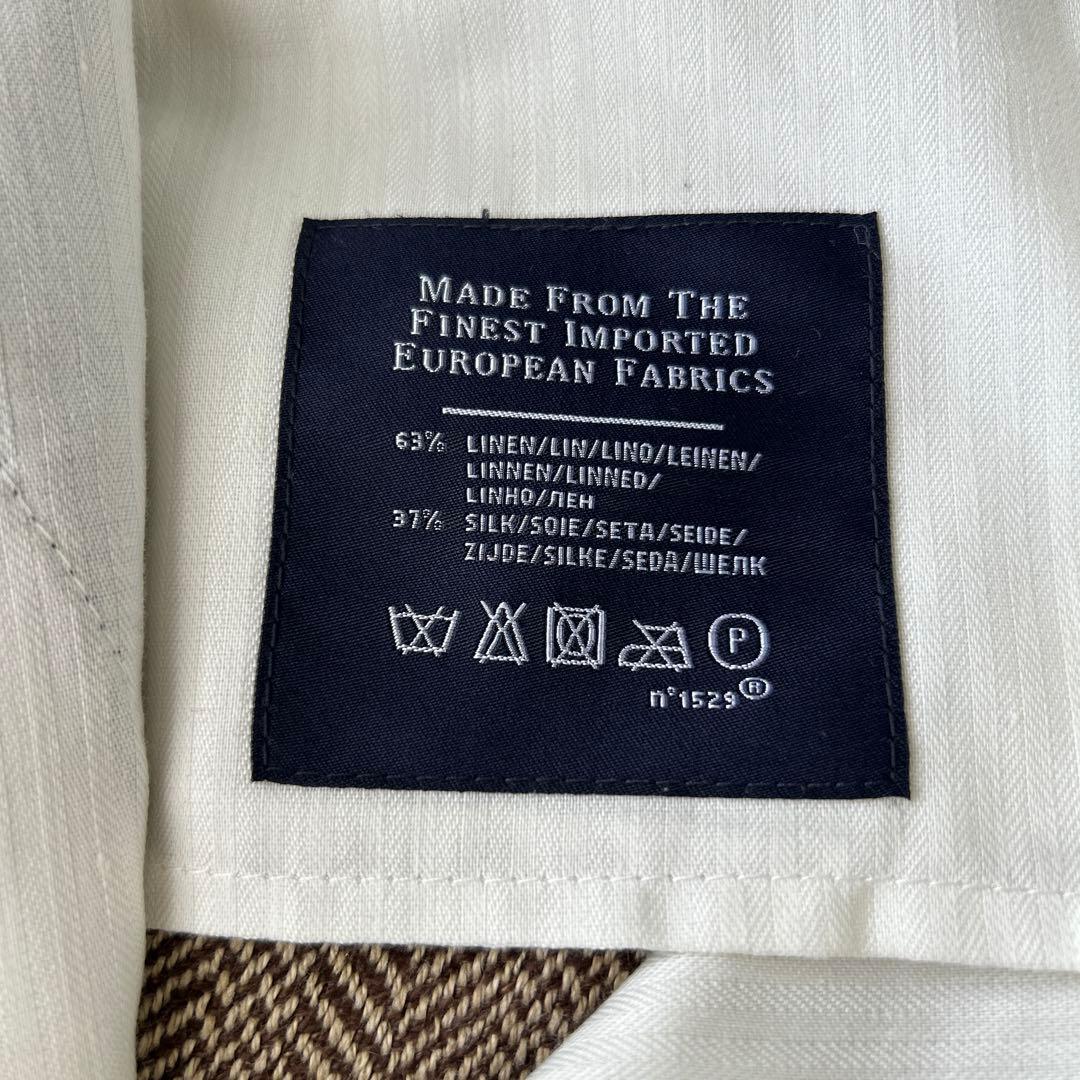 MADE FROM THE
FINEST IMPORTED
EUROPEAN FABRICS
63% LINEN/LIN/LINO/LEINEN/
LINNEN/LINNED/
LINHO/ЛЕН
37% SILK/SOIE/SETA/SEIDE/
ZIJDE/SILKE/SEDA/ШЕЛК
P
n°1529®